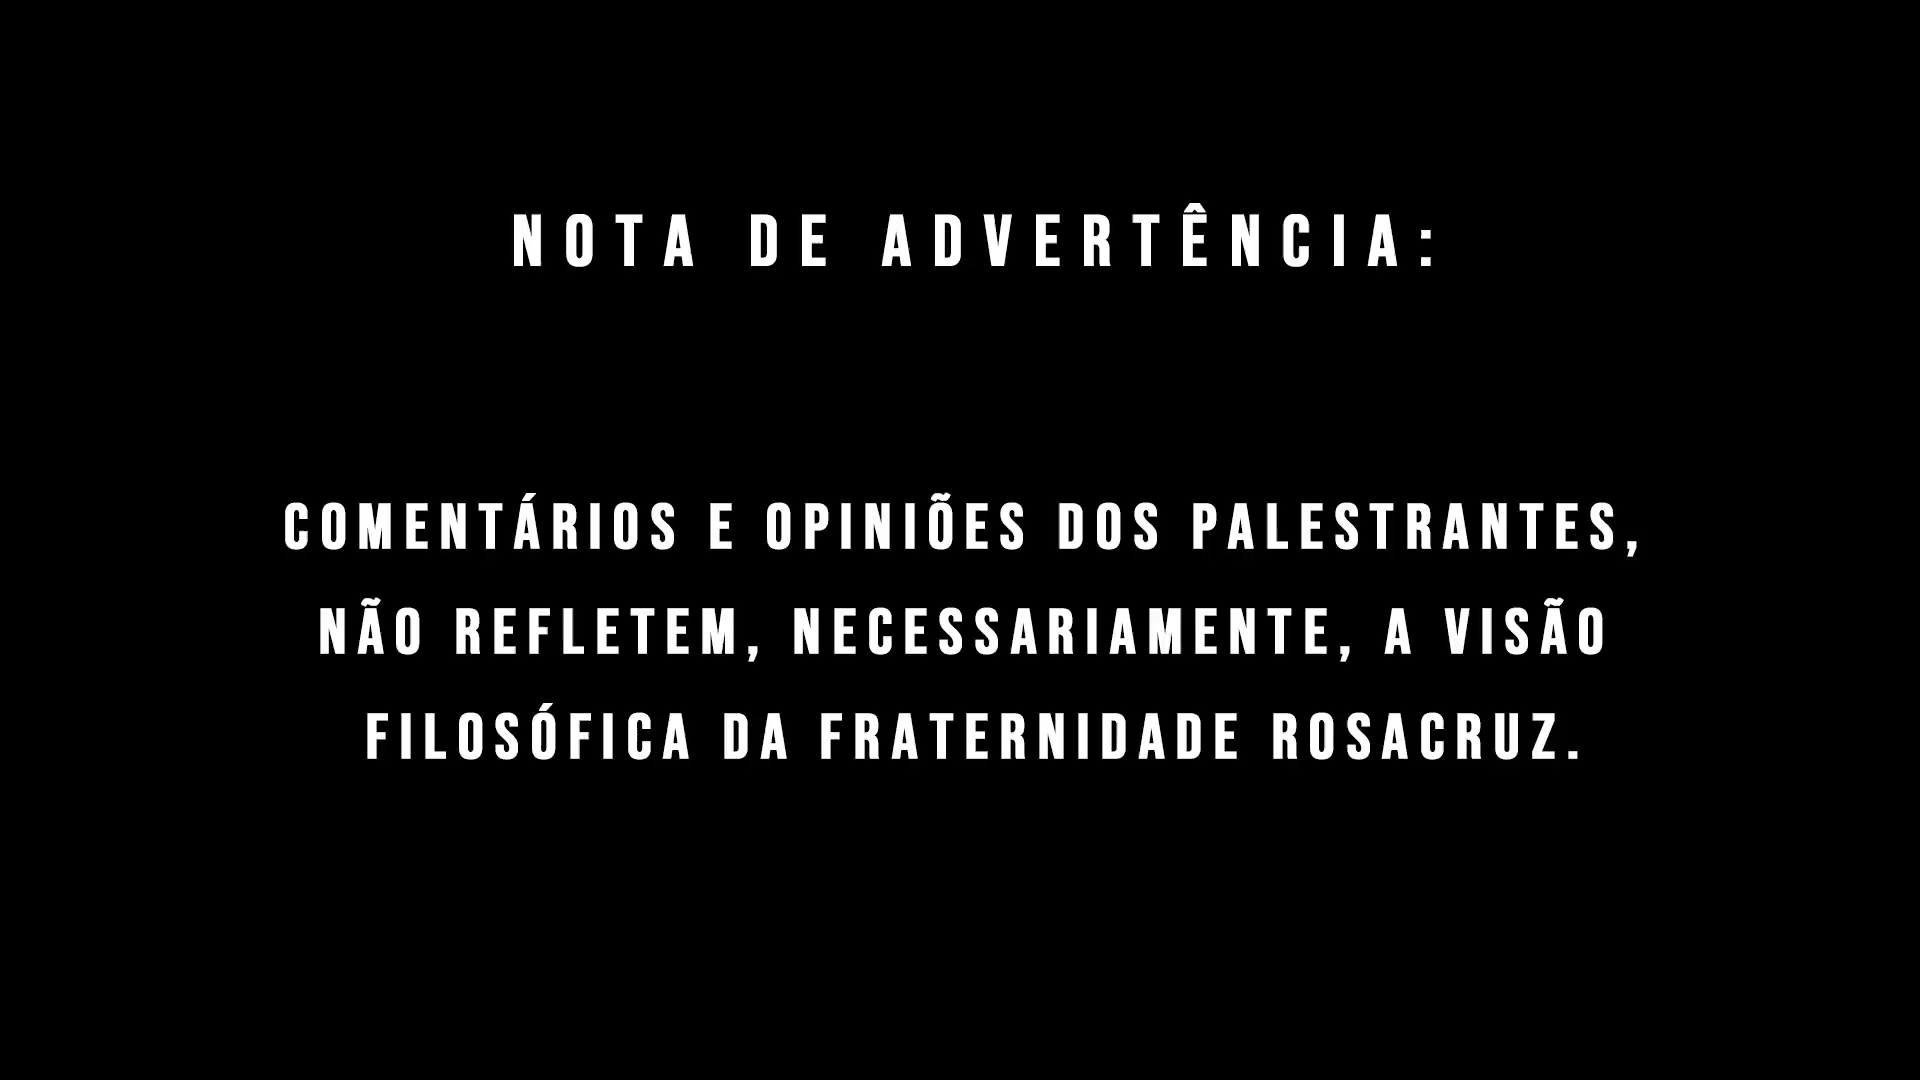 NOTA DE ADVERTÊNCIA:
COMENTÁRIOS E OPINIÕES DOS PALESTRANTES,
NÃO REFLETEM, NECESSARIAMENTE, A VISÃO
FILOSÓFICA DA FRATERNIDADE ROSACRUZ.